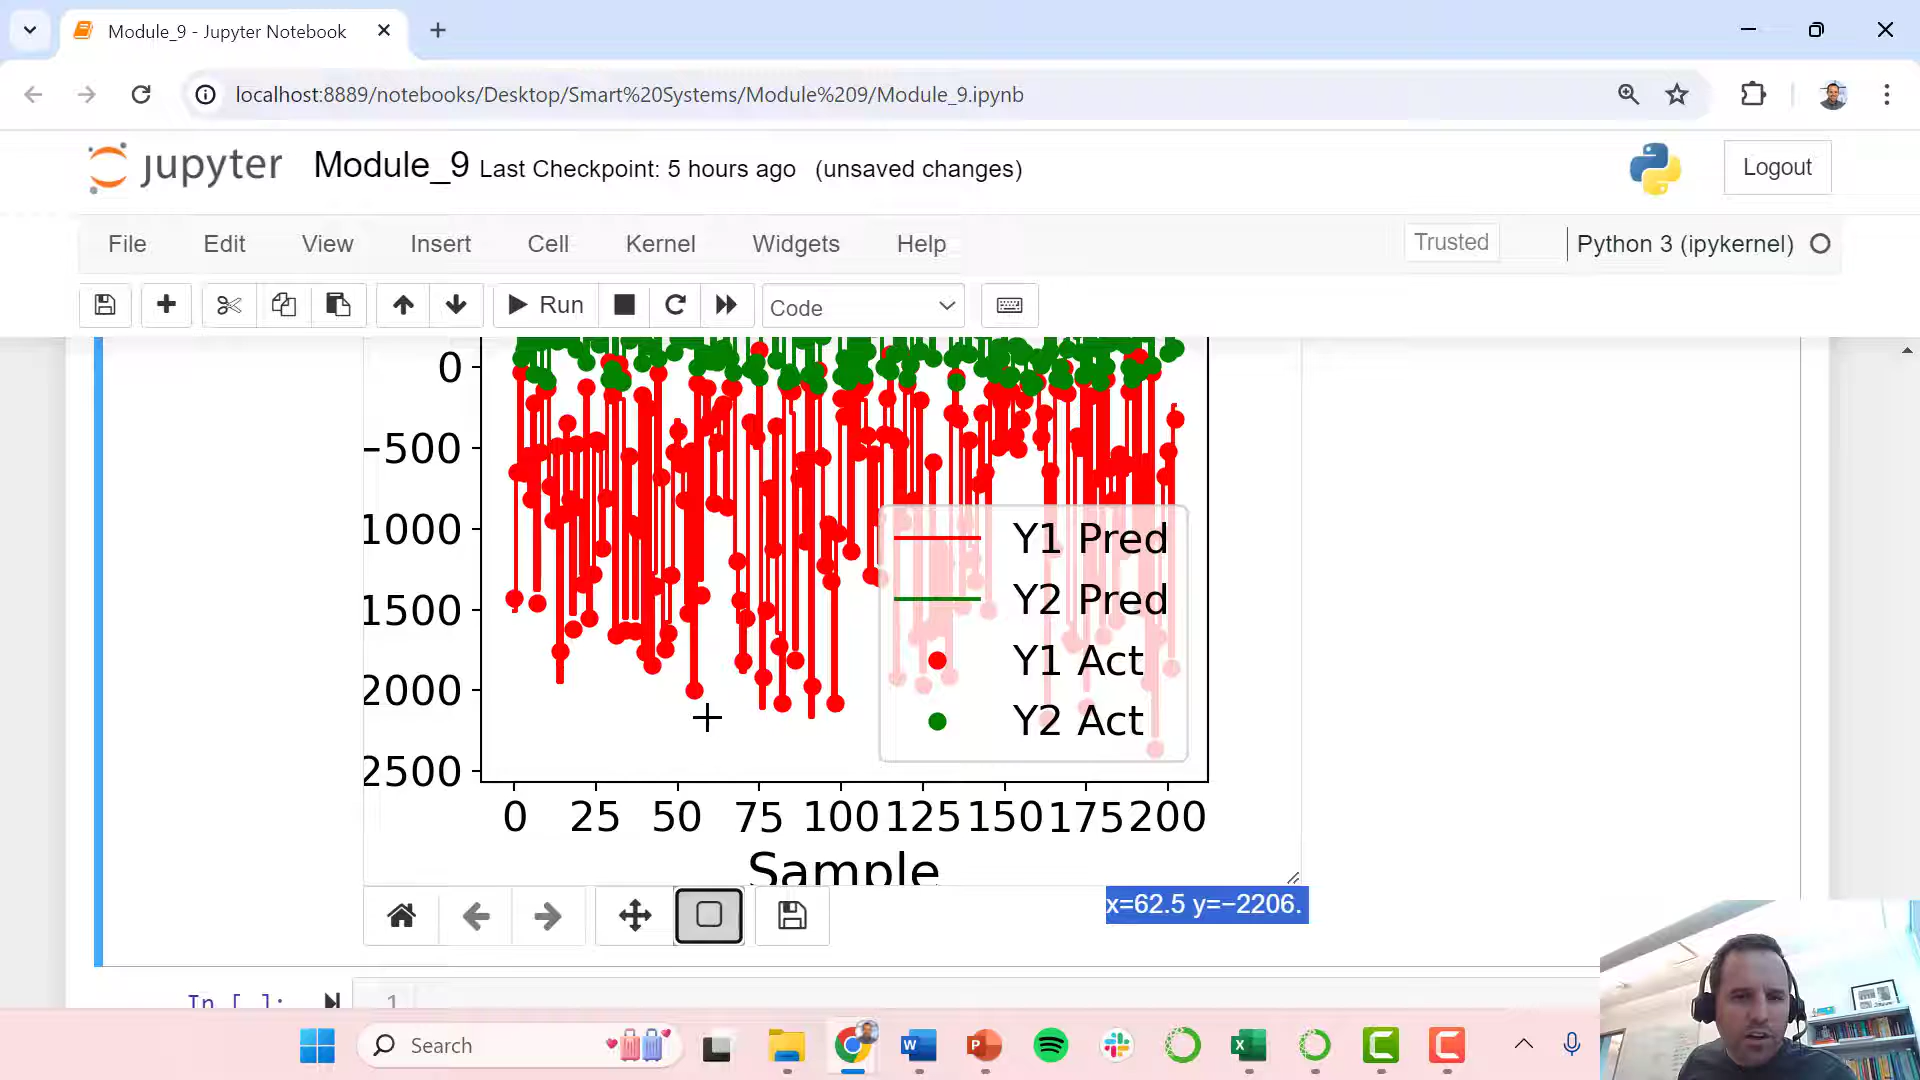 Module_9 - Jupyter Notebook
localhost:8889/notebooks/Desktop/Smart%20Systems/Module%209/Module_9.ipynb
jupyter Module_9 Last Checkpoint: 5 hours ago (unsaved changes)
Logout
File Edit View Insert Cell Kernel Widgets Help
Trusted
Python 3 (ipykernel)
Run
Code
0
−500
1000
1500
2000
2500
Y1 Pred
Y2 Pred
Y1 Act
Y2 Act
0 25 50 75 100 125 150 175 200
Sample
x=62.5 y=−2206.
In [ ]:
1
Search